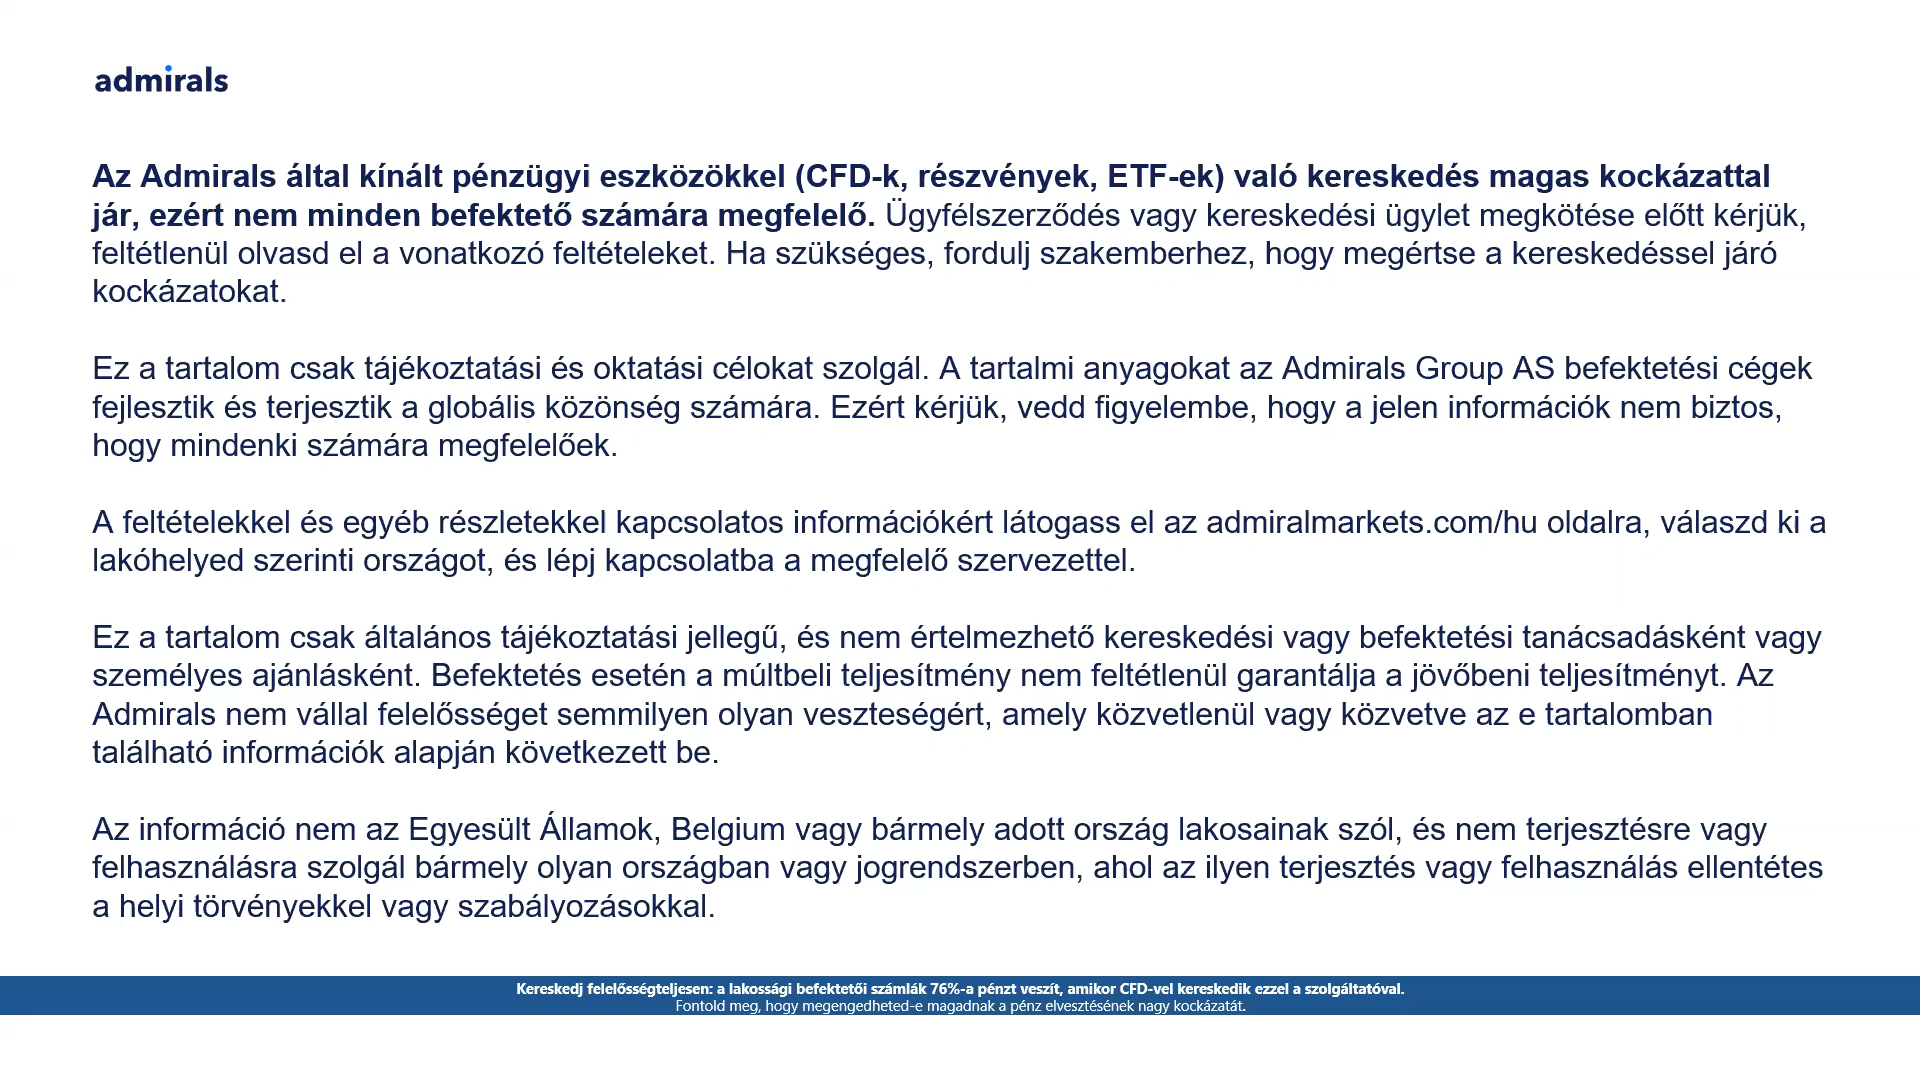 admirals
Az Admirals által kínált pénzügyi eszközökkel (CFD-k, részvények, ETF-ek) való kereskedés magas kockázattal
jár, ezért nem minden befektető számára megfelelő. Ügyfélszerződés vagy kereskedési ügylet megkötése előtt kérjük,
feltétlenül olvasd el a vonatkozó feltételeket. Ha szükséges, fordulj szakemberhez, hogy megértse a kereskedéssel járó
kockázatokat.
Ez a tartalom csak tájékoztatási és oktatási célokat szolgál. A tartalmi anyagokat az Admirals Group AS befektetési cégek
fejlesztik és terjesztik a globális közönség számára. Ezért kérjük, vedd figyelembe, hogy a jelen információk nem biztos,
hogy mindenki számára megfelelőek.
A feltételekkel és egyéb részletekkel kapcsolatos információkért látogass el az admiralmarkets.com/hu oldalra, válaszd ki a
lakóhelyed szerinti országot, és lépj kapcsolatba a megfelelő szervezettel.
Ez a tartalom csak általános tájékoztatási jellegű, és nem értelmezhető kereskedési vagy befektetési tanácsadásként vagy
személyes ajánlásként. Befektetés esetén a múltbeli teljesítmény nem feltétlenül garantálja a jövőbeni teljesítményt. Az
Admirals nem vállal felelősséget semmilyen olyan veszteségért, amely közvetlenül vagy közvetve az e tartalomban
található információk alapján következett be.
Az információ nem az Egyesült Államok, Belgium vagy bármely adott ország lakosainak szól, és nem terjesztésre vagy
felhasználásra szolgál bármely olyan országban vagy jogrendszerben, ahol az ilyen terjesztés vagy felhasználás ellentétes
a helyi törvényekkel vagy szabályozásokkal.
Kereskedj felelősségteljesen: a lakossági befektetői számlák 76%-a pénzt veszít, amikor CFD-vel kereskedik ezzel a szolgáltatóval.
Fontold meg, hogy megengedheted-e magadnak a pénz elvesztésének nagy kockázatát.